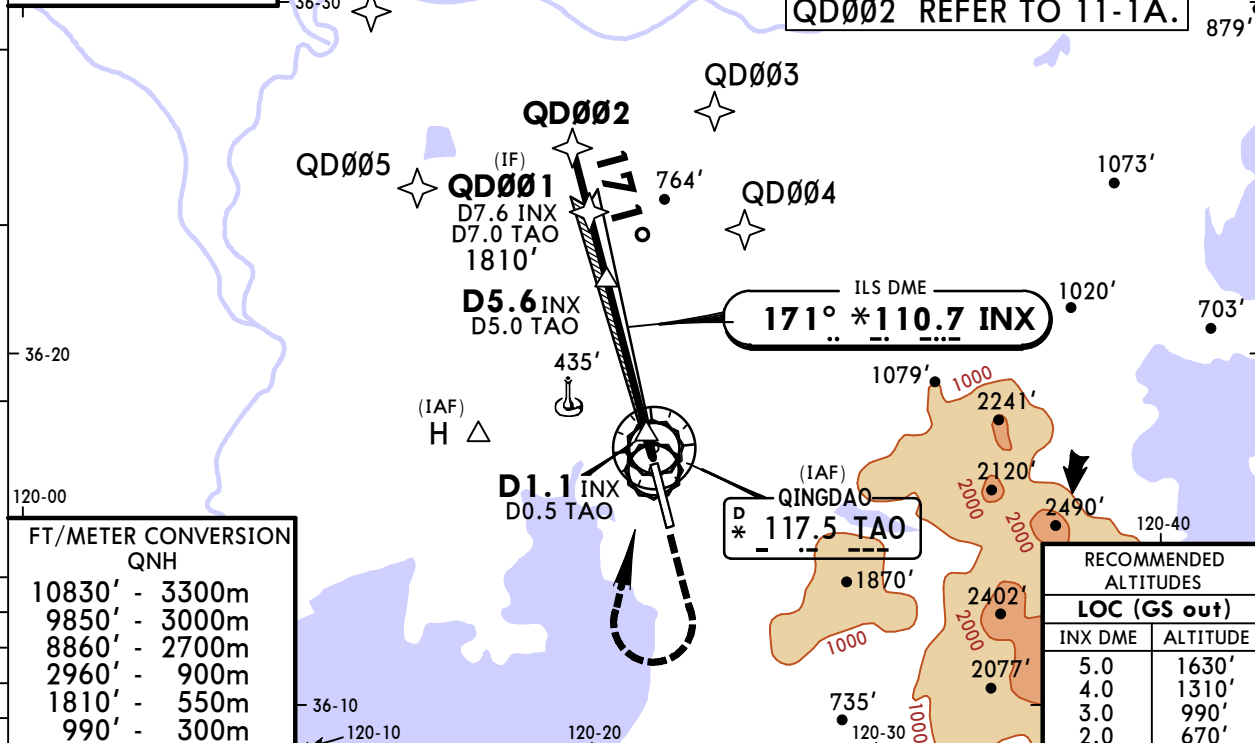 36-30
QDØØ2 REFER TO 11-1A.
879'
QDØØ3
QDØØ2
1073'
QDØØ5
(IF)
QDØØ1
171°
764'
QDØØ4
D7.6 INX
D7.0 TAO
1810'
ILS DME
171° *110.7 INX
1020'
703'
D5.6 INX
D5.0 TAO
36-20
435'
1079'
1000
2241'
(IAF)
H
2120'
2000
(IAF)
QINGDAO
D
* 117.5 TAO
D1.1 INX
D0.5 TAO
2490'
2000
120-00
120-40
FT/METER CONVERSION
QNH
10830' - 3300m
9850' - 3000m
8860' - 2700m
2960' - 900m
1810' - 550m
990' - 300m
1870'
1000
2402'
2000
2077'
1000
735'
RECOMMENDED
ALTITUDES
LOC (GS out)
INX DME ALTITUDE
5.0 1630'
4.0 1310'
3.0 990'
2.0 670'
36-10
120-10
120-20
120-30